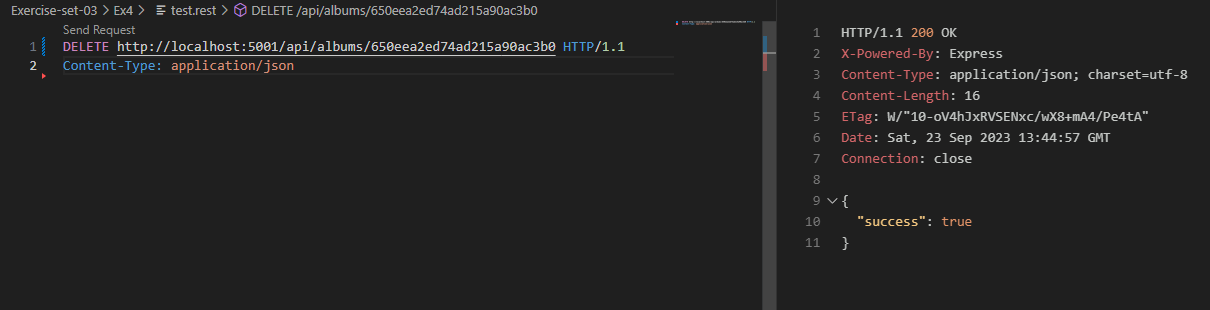 Exercise-set-03 > Ex4 > test.rest > DELETE /api/albums/650eea2ed74ad215a90ac3b0
Send Request
1 DELETE http://localhost:5001/api/albums/650eea2ed74ad215a90ac3b0 HTTP/1.1
2 Content-Type: application/json
1 HTTP/1.1 200 OK
2 X-Powered-By: Express
3 Content-Type: application/json; charset=utf-8
4 Content-Length: 16
5 ETag: W/"10-oV4hJxRVSENxc/wX8+mA4/Pe4tA"
6 Date: Sat, 23 Sep 2023 13:44:57 GMT
7 Connection: close
8
9 {
10 "success": true
11 }